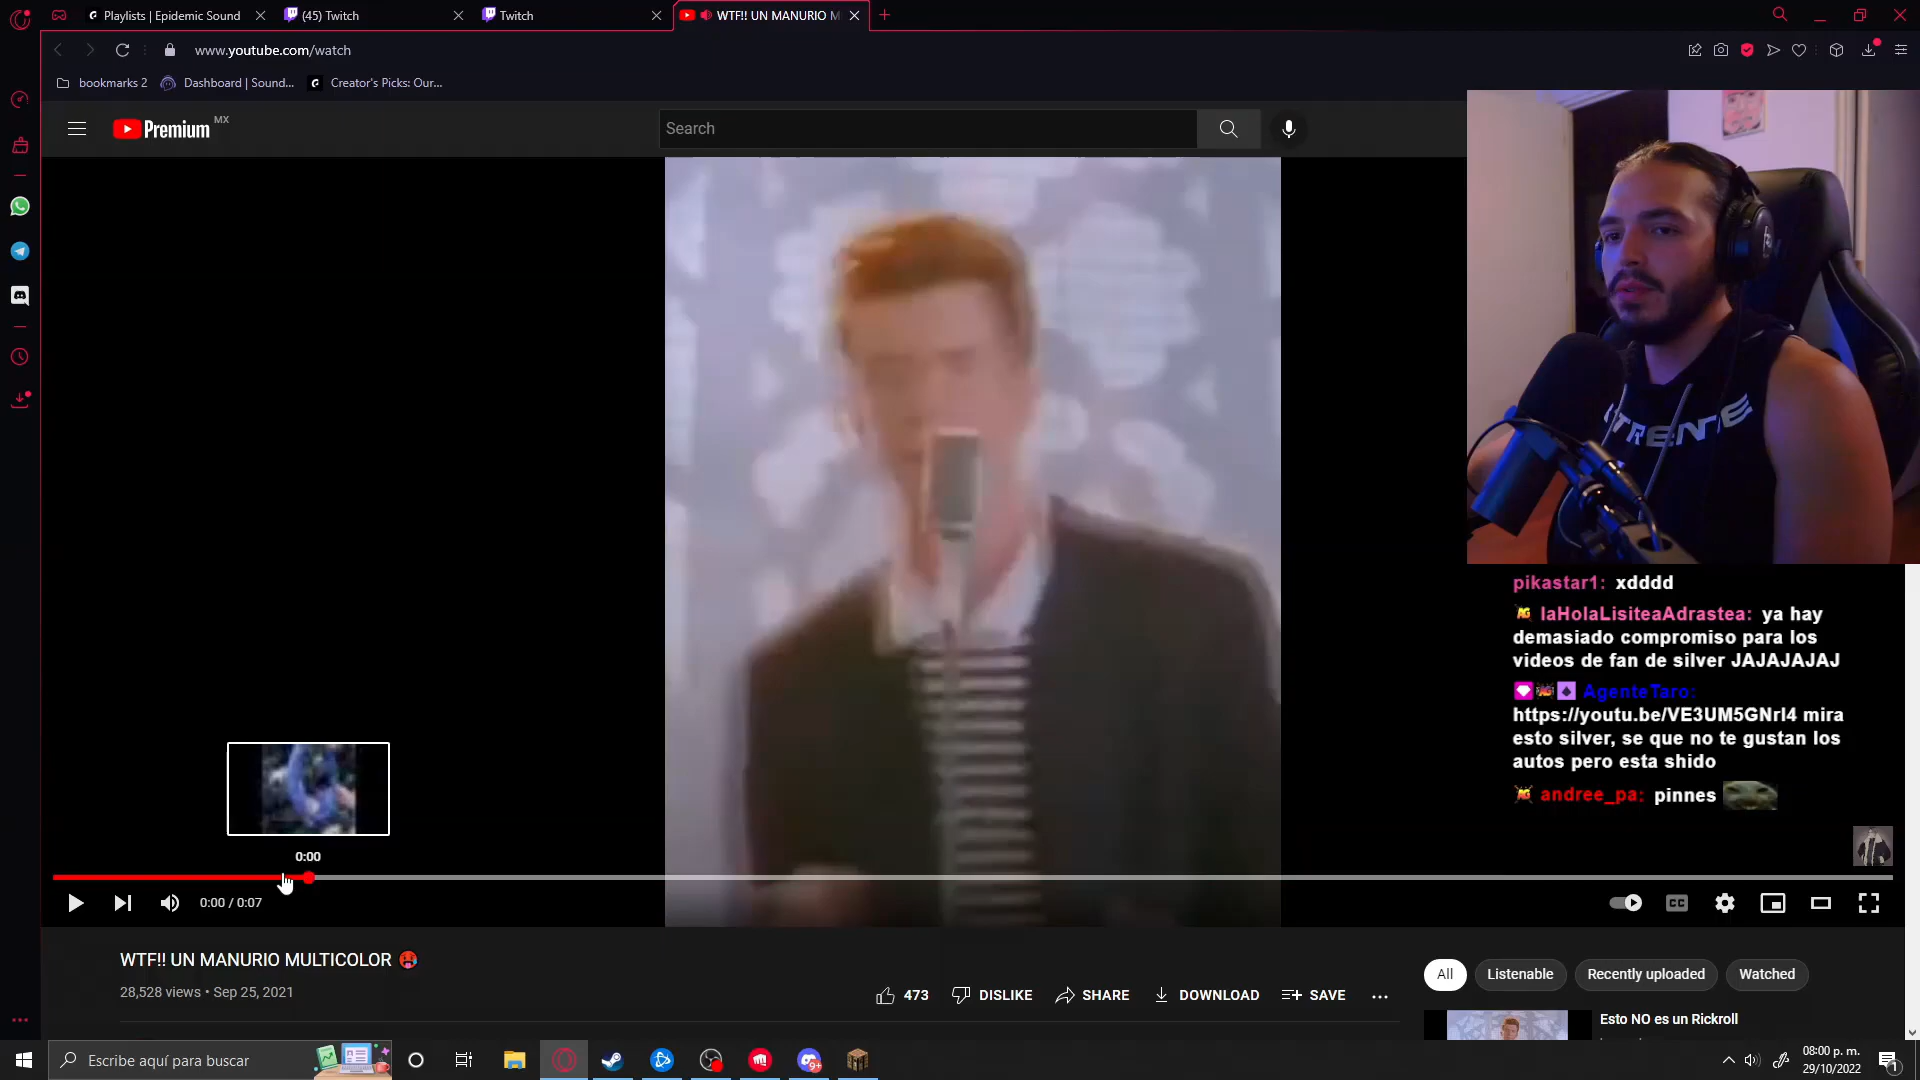 Playlists | Epidemic Sound
(45) Twitch
Twitch
WTF!! UN MANURIO M
www.youtube.com/watch
bookmarks 2
Dashboard | Sound...
Creator's Picks: Our...
Premium MX
Search
XTRENTE
pikastar1: xdddd
laHolaLisiteaAdrastea: ya hay
demasiado compromiso para los
videos de fan de silver JAJAJAJAJ
AgenteTaro:
https://youtu.be/VE3UM5GNrI4 mira
esto silver, se que no te gustan los
autos pero esta shido
andree_pa: pinnes
0:00
0:00 / 0:07
CC
WTF!! UN MANURIO MULTICOLOR
28,528 views • Sep 25, 2021
473
DISLIKE
SHARE
DOWNLOAD
SAVE
All
Listenable
Recently uploaded
Watched
Esto NO es un Rickroll
Escribe aquí para buscar
9+
08:00 p. m.
29/10/2022
1